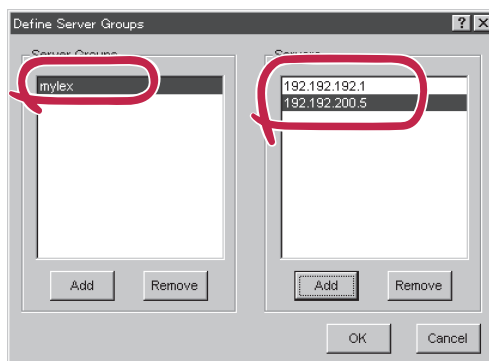 Define Server Groups
Server Groups
Servers
mylex
192.192.192.1
192.192.200.5
Add
Remove
Add
Remove
OK
Cancel